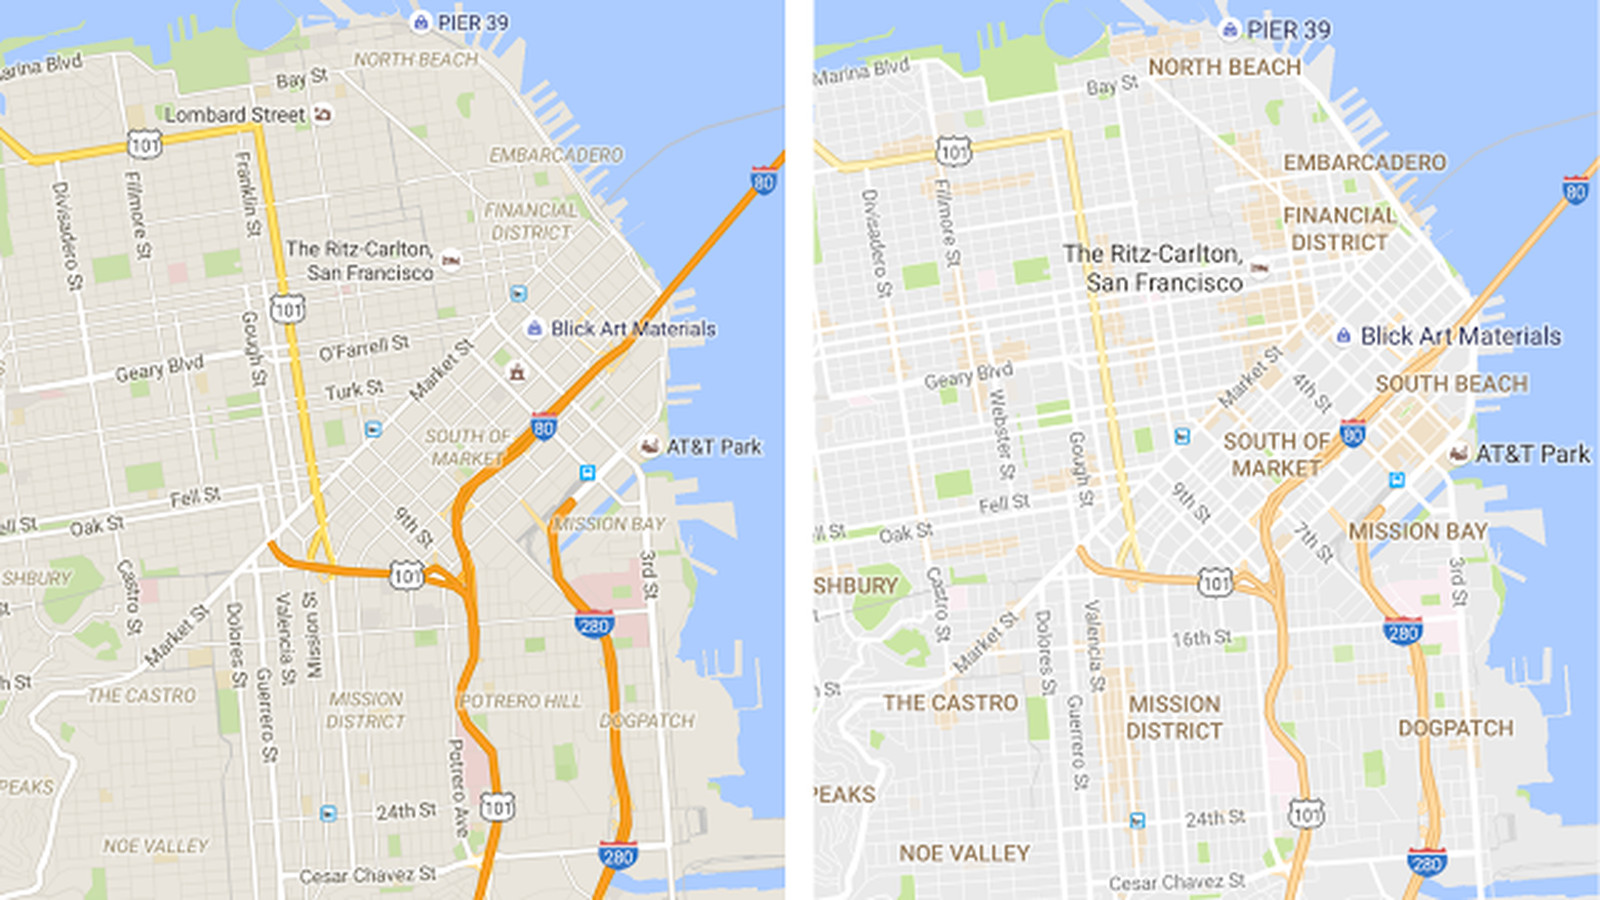 PIER 39
NORTH BEACH
Marina Blvd
Bay St
Lombard Street
101
EMBARCADERO
80
Divisadero St
Fillmore St
Franklin St
FINANCIAL
DISTRICT
The Ritz-Carlton,
San Francisco
101
Gough St
Blick Art Materials
O'Farrell St
Geary Blvd
Turk St
Market St
80
SOUTH OF
MARKET
AT&T Park
Fell St
ell St
Oak St
9th St
MISSION BAY
3rd St
101
SHBURY
Castro St
Market St
Dolores St
Valencia St
Mission St
280
Guerrero St
h St
THE CASTRO
MISSION
DISTRICT
POTRERO HILL
DOGPATCH
Potrero Ave
PEAKS
24th St
101
NOE VALLEY
280
Cesar Chavez St
PIER 39
NORTH BEACH
Marina Blvd
Bay St
101
EMBARCADERO
80
Divisadero St
Fillmore St
FINANCIAL
DISTRICT
The Ritz-Carlton,
San Francisco
Blick Art Materials
Geary Blvd
Webster St
Market St
4th St
SOUTH BEACH
Gough St
80
SOUTH OF
MARKET
AT&T Park
Fell St
ll St
Oak St
9th St
7th St
MISSION BAY
3rd St
101
SHBURY
Castro St
Market St
Dolores St
Valencia St
16th St
280
Guerrero St
h St
THE CASTRO
MISSION
DISTRICT
DOGPATCH
PEAKS
24th St
101
NOE VALLEY
280
Cesar Chavez St